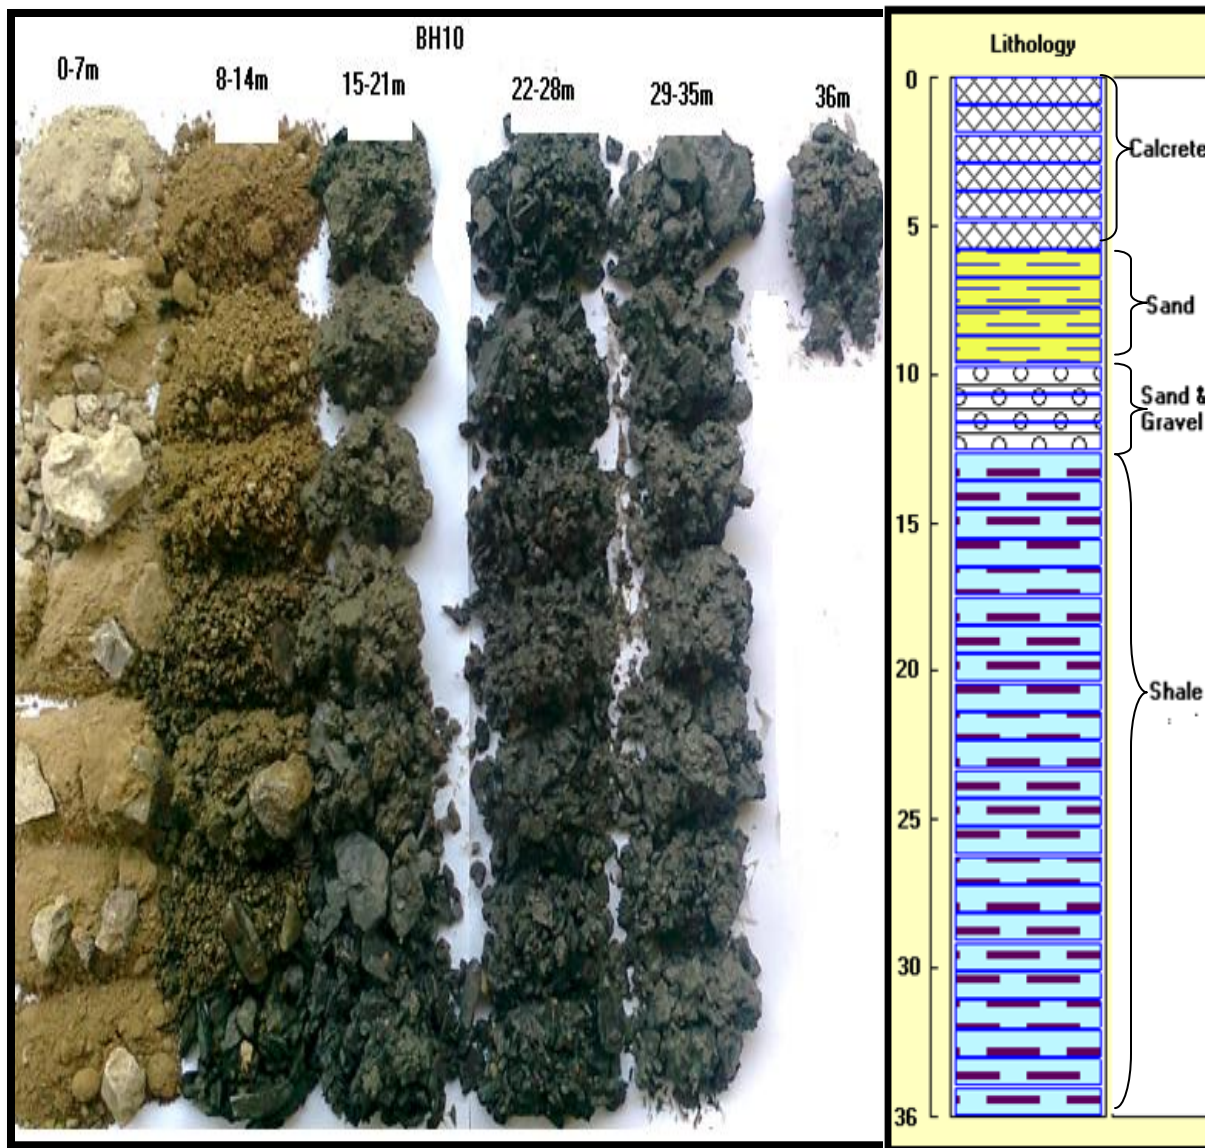 BH10
0-7m
8-14m
15-21m
22-28m
29-35m
36m
Lithology
0
5
10
15
20
25
30
36
Calcrete
Sand
Sand &
Gravel
Shale